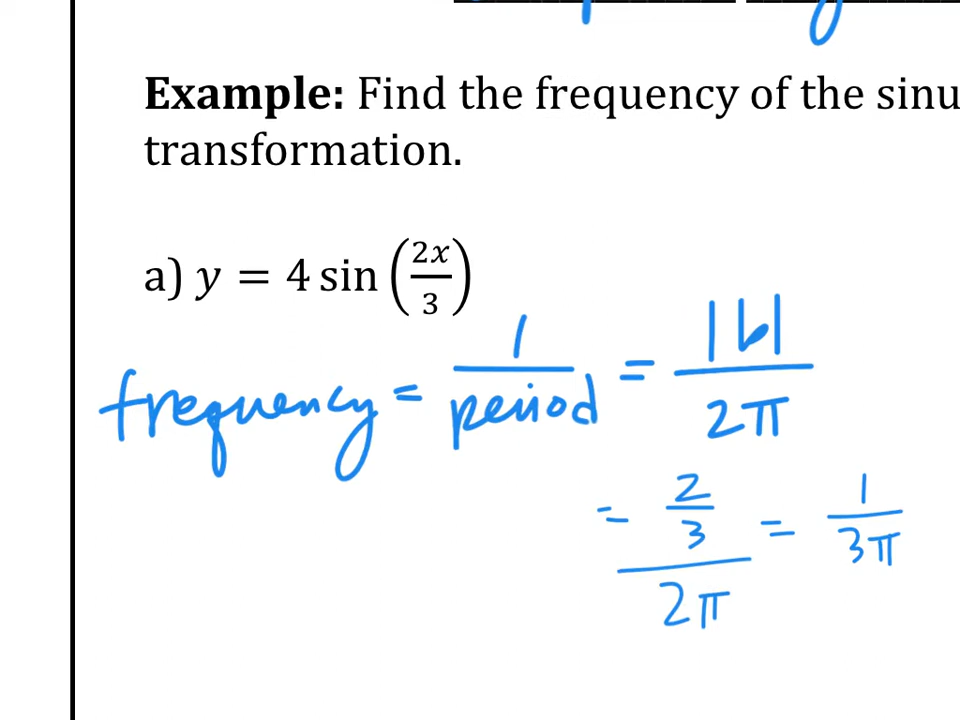 Example: Find the frequency of the sinu
transformation.
a) y = 4 sin (2x/3)
frequency = 1/period = |b|/2π
= (2/3)/2π = 1/3π